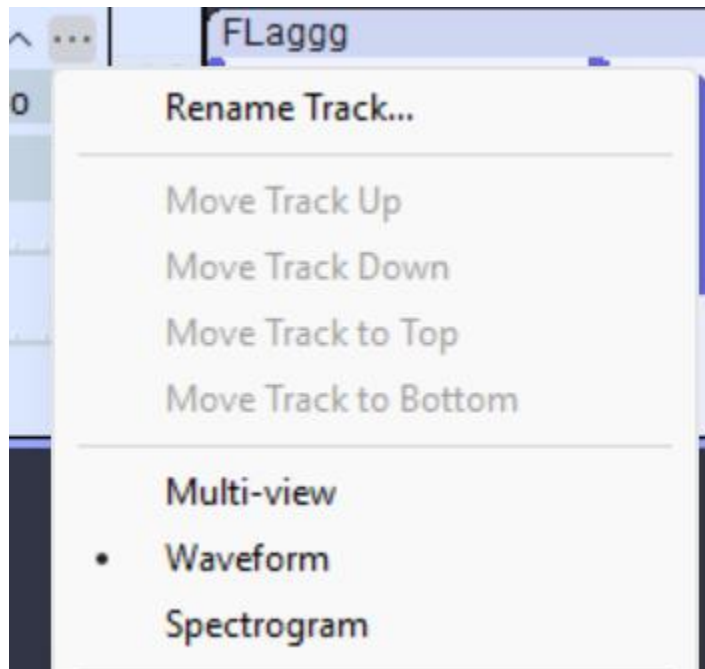 FLaggg
o
Rename Track...
Move Track Up
Move Track Down
Move Track to Top
Move Track to Bottom
Multi-view
Waveform
Spectrogram